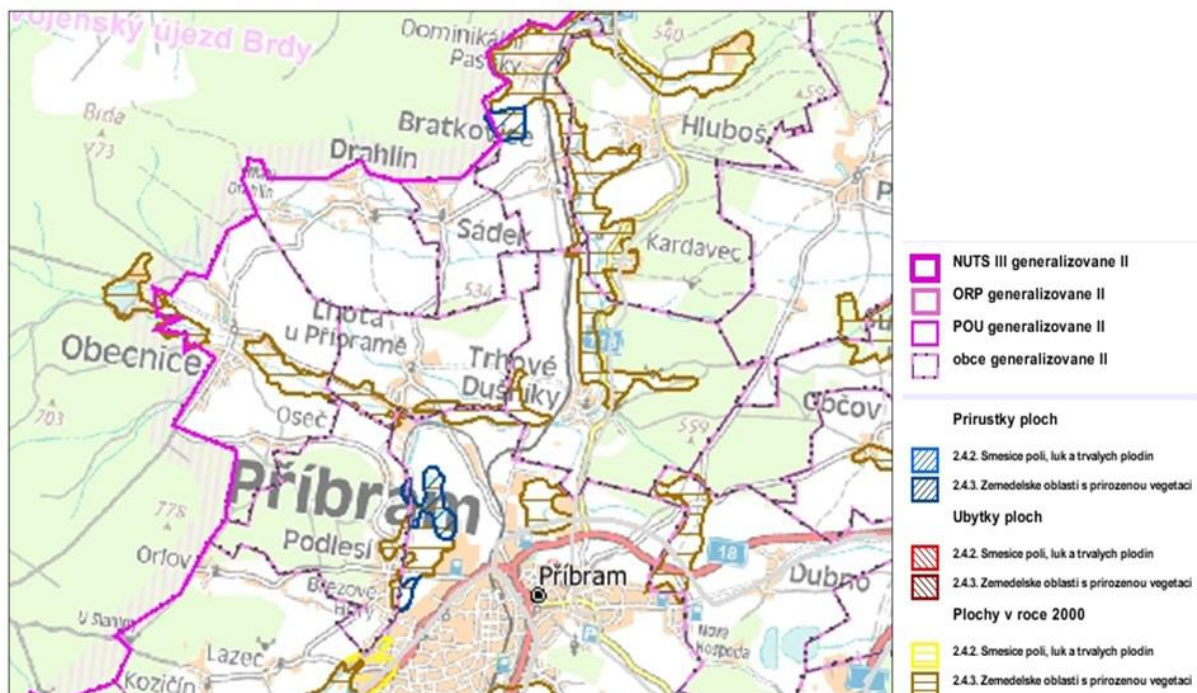 Vojenský újezd Brdy
Dominikální
Paseky
540
Brda
773
Bratkovice
Hluboš
Drahlín
Sádek
Kardavec
534
Lhota
u Příbramě
Obecnice
Trhové
Dušníky
Občov
703
Oseč
559
Příbram
778
Podlesí
Orlov
18
Březové
Hory
Příbram
Dubno
U Slaniny
Nová
Hospoda
P
Lazec
Kozičín
NUTS III generalizovane II
ORP generalizovane II
POU generalizovane II
obce generalizovane II
Prirustky ploch
2.4.2. Smesice poli, luk a trvalych plodin
2.4.3. Zemedelske oblasti s prirozenou vegetaci
Ubytky ploch
2.4.2. Smesice poli, luk a trvalych plodin
2.4.3. Zemedelske oblasti s prirozenou vegetaci
Plochy v roce 2000
2.4.2. Smesice poli, luk a trvalych plodin
2.4.3. Zemedelske oblasti s prirozenou vegetaci